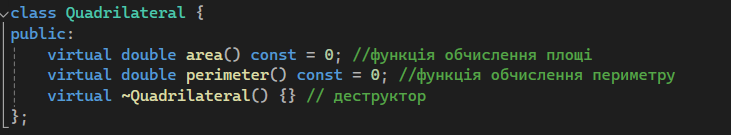 class Quadrilateral {
public:
    virtual double area() const = 0; //функція обчислення площі
    virtual double perimeter() const = 0; //функція обчислення периметру
    virtual ~Quadrilateral() {} // деструктор
};